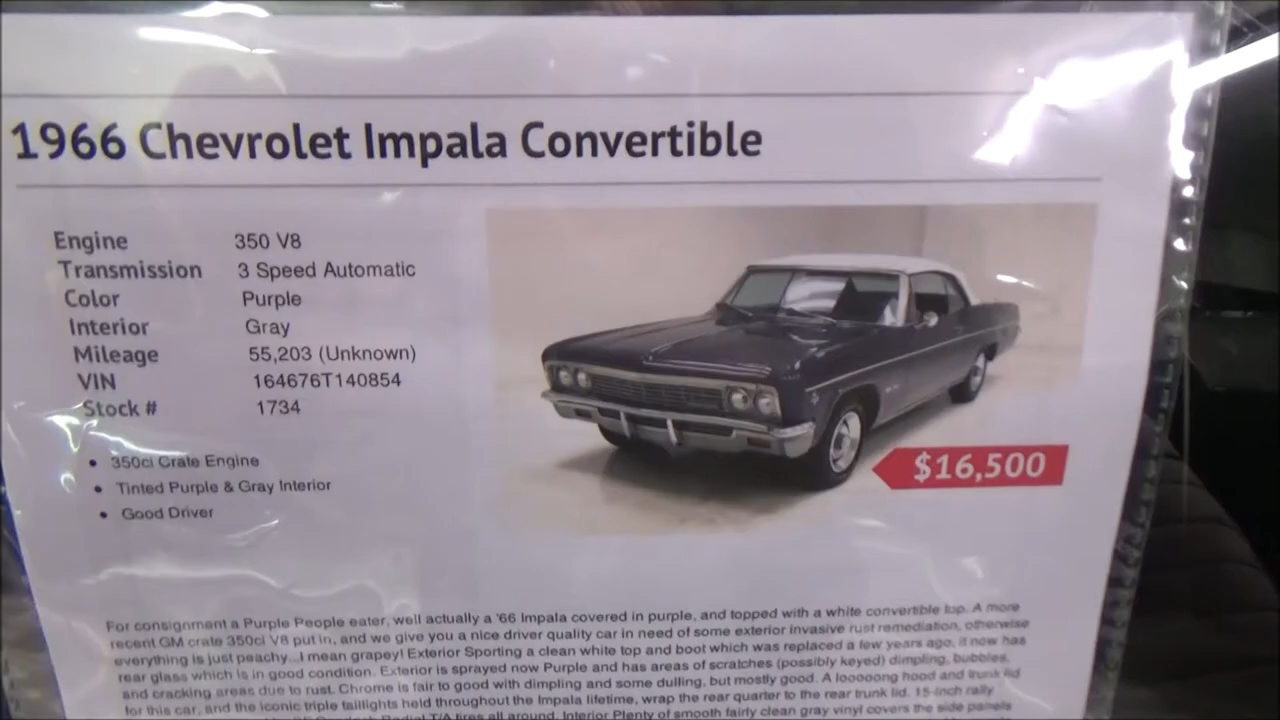 1966 Chevrolet Impala Convertible
Engine 350 V8
Transmission 3 Speed Automatic
Color Purple
Interior Gray
Mileage 55,203 (Unknown)
VIN 164676T140854
Stock # 1734
• 350ci Crate Engine
• Tinted Purple & Gray Interior
• Good Driver
$16,500
For consignment a Purple People eater, well actually a '66 Impala covered in purple, and topped with a white convertible top. A more
recent GM crate 350ci V8 put in, and we give you a nice driver quality car in need of some exterior invasive rust remediation, otherwise
everything is just peachy...I mean grapey! Exterior Sporting a clean white top and boot which was replaced a few years ago, it now has
rear glass which is in good condition. Exterior is sprayed now Purple and has areas of scratches (possibly keyed) dimpling, bubbles,
and cracking areas due to rust. Chrome is fair to good with dimpling and some dulling, but mostly good. A looooong hood and trunk lid
for this car, and the iconic triple taillights held throughout the Impala lifetime, wrap the rear quarter to the rear trunk lid. 15-inch rally
Radial T/A tires all around. Interior Plenty of smooth fairly clean gray vinyl covers the side panels